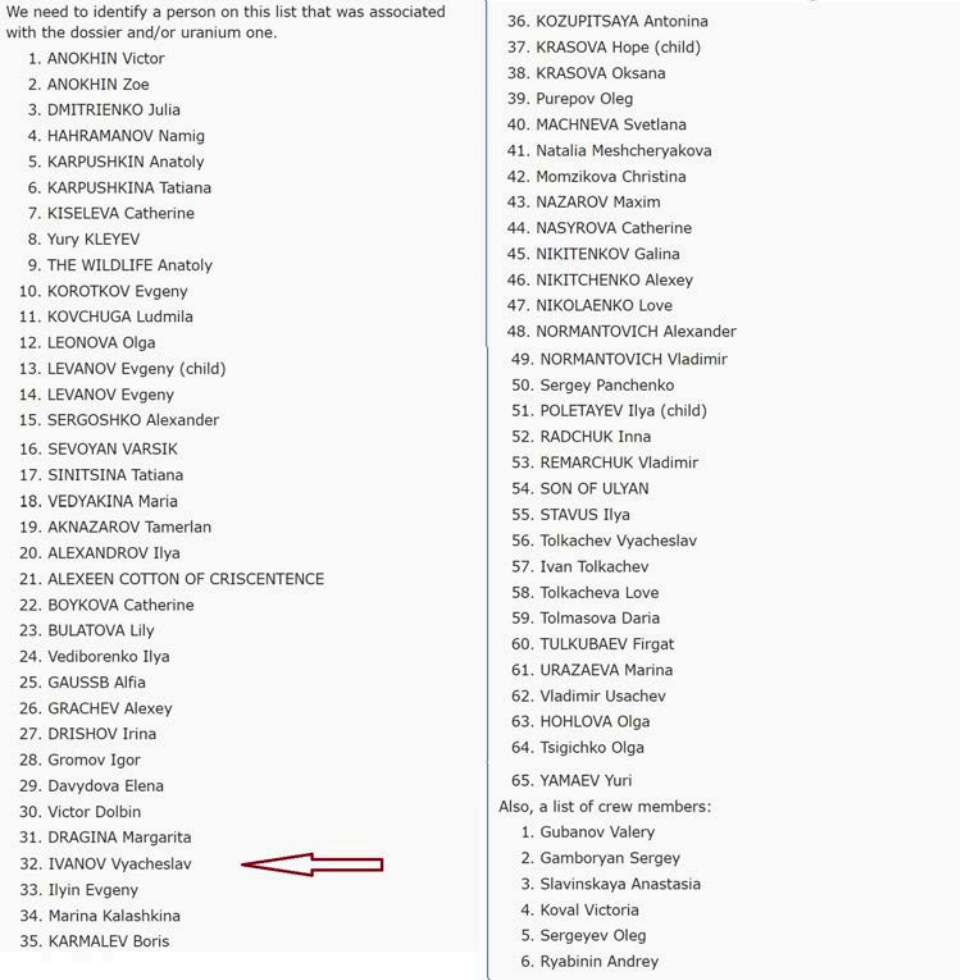 We need to identify a person on this list that was associated
with the dossier and/or uranium one.
1. ANOKHIN Victor
2. ANOKHIN Zoe
3. DMITRIENKO Julia
4. HAHRAMANOV Namig
5. KARPUSHKIN Anatoly
6. KARPUSHKINA Tatiana
7. KISELEVA Catherine
8. Yury KLEYEV
9. THE WILDLIFE Anatoly
10. KOROTKOV Evgeny
11. KOVCHUGA Ludmila
12. LEONOVA Olga
13. LEVANOV Evgeny (child)
14. LEVANOV Evgeny
15. SERGOSHKO Alexander
16. SEVOYAN VARSIK
17. SINITSINA Tatiana
18. VEDYAKINA Maria
19. AKNAZAROV Tamerlan
20. ALEXANDROV Ilya
21. ALEXEEN COTTON OF CRISCENTENCE
22. BOYKOVA Catherine
23. BULATOVA Lily
24. Vediborenko Ilya
25. GAUSSB Alfia
26. GRACHEV Alexey
27. DRISHOV Irina
28. Gromov Igor
29. Davydova Elena
30. Victor Dolbin
31. DRAGINA Margarita
32. IVANOV Vyacheslav
33. Ilyin Evgeny
34. Marina Kalashkina
35. KARMALEV Boris
36. KOZUPITSAYA Antonina
37. KRASOVA Hope (child)
38. KRASOVA Oksana
39. Purepov Oleg
40. MACHNEVA Svetlana
41. Natalia Meshcheryakova
42. Momzikova Christina
43. NAZAROV Maxim
44. NASYROVA Catherine
45. NIKITENKOV Galina
46. NIKITCHENKO Alexey
47. NIKOLAENKO Love
48. NORMANTOVICH Alexander
49. NORMANTOVICH Vladimir
50. Sergey Panchenko
51. POLETAYEV Ilya (child)
52. RADCHUK Inna
53. REMARCHUK Vladimir
54. SON OF ULYAN
55. STAVUS Ilya
56. Tolkachev Vyacheslav
57. Ivan Tolkachev
58. Tolkacheva Love
59. Tolmasova Daria
60. TULKUBAEV Firgat
61. URAZAEVA Marina
62. Vladimir Usachev
63. HOHLOVA Olga
64. Tsigichko Olga
65. YAMAEV Yuri
Also, a list of crew members:
1. Gubanov Valery
2. Gamboryan Sergey
3. Slavinskaya Anastasia
4. Koval Victoria
5. Sergeyev Oleg
6. Ryabinin Andrey